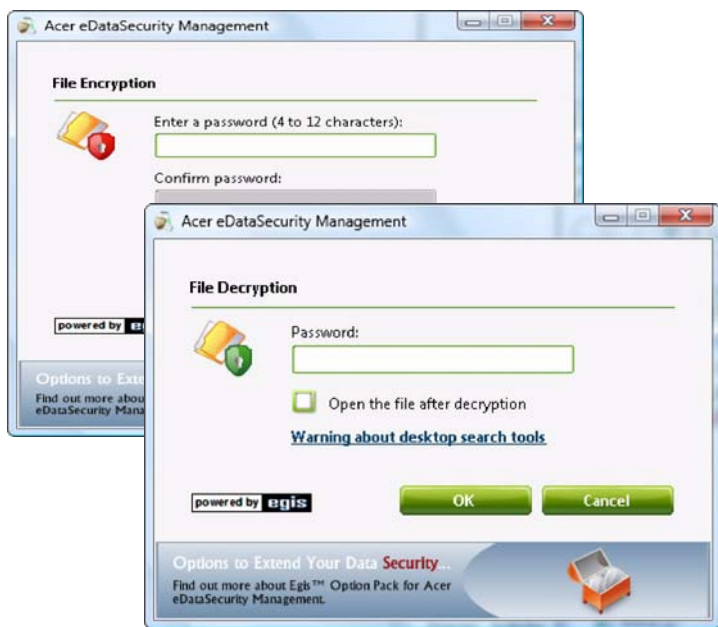 Acer eDataSecurity Management
File Encryption
Enter a password (4 to 12 characters):
Confirm password:
powered by
Options to
Find out more
eDataSecurity
Acer eDataSecurity Management
File Decryption
Password:
Open the file after decryption
Warning about desktop search tools
powered by egis
OK
Cancel
Options to Extend Your Data Security...
Find out more about Egis™ Option Pack for Acer
eDataSecurity Management.